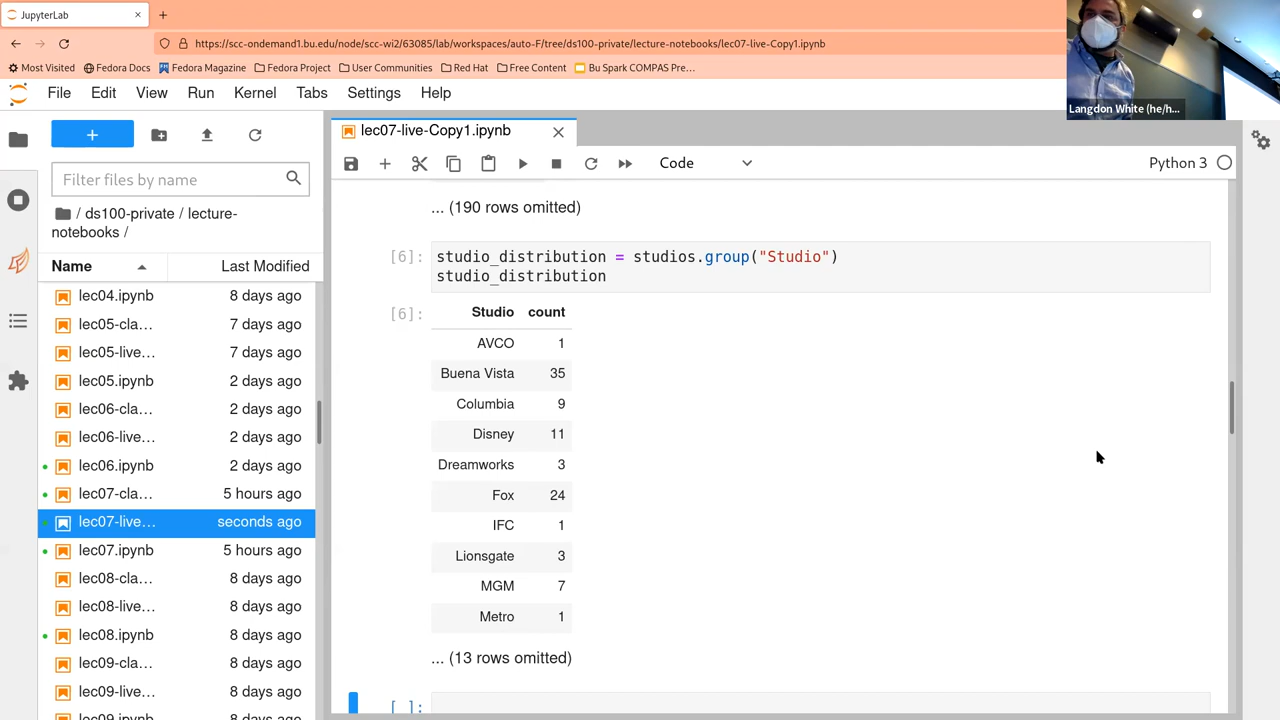 JupyterLab
https://scc-ondemand1.bu.edu/node/scc-wi2/63085/lab/workspaces/auto-F/tree/ds100-private/lecture-notebooks/lec07-live-Copy1.ipynb
Most Visited Fedora Docs Fedora Magazine Fedora Project User Communities Red Hat Free Content Bu Spark COMPAS Pre...
Langdon White (he/h...
File Edit View Run Kernel Tabs Settings Help
Filter files by name
/ ds100-private / lecture-
notebooks /
Name Last Modified
lec04.ipynb 8 days ago
lec05-cla... 7 days ago
lec05-live... 7 days ago
lec05.ipynb 2 days ago
lec06-cla... 2 days ago
lec06-live... 2 days ago
lec06.ipynb 2 days ago
lec07-cla... 5 hours ago
lec07-live... seconds ago
lec07.ipynb 5 hours ago
lec08-cla... 8 days ago
lec08-live... 8 days ago
lec08.ipynb 8 days ago
lec09-cla... 8 days ago
lec09-live... 8 days ago
lec09.ipynb 8 days ago
lec07-live-Copy1.ipynb
Code Python 3
... (190 rows omitted)
[6]: studio_distribution = studios.group("Studio")
studio_distribution
[6]: Studio count
AVCO 1
Buena Vista 35
Columbia 9
Disney 11
Dreamworks 3
Fox 24
IFC 1
Lionsgate 3
MGM 7
Metro 1
... (13 rows omitted)
[ ]: